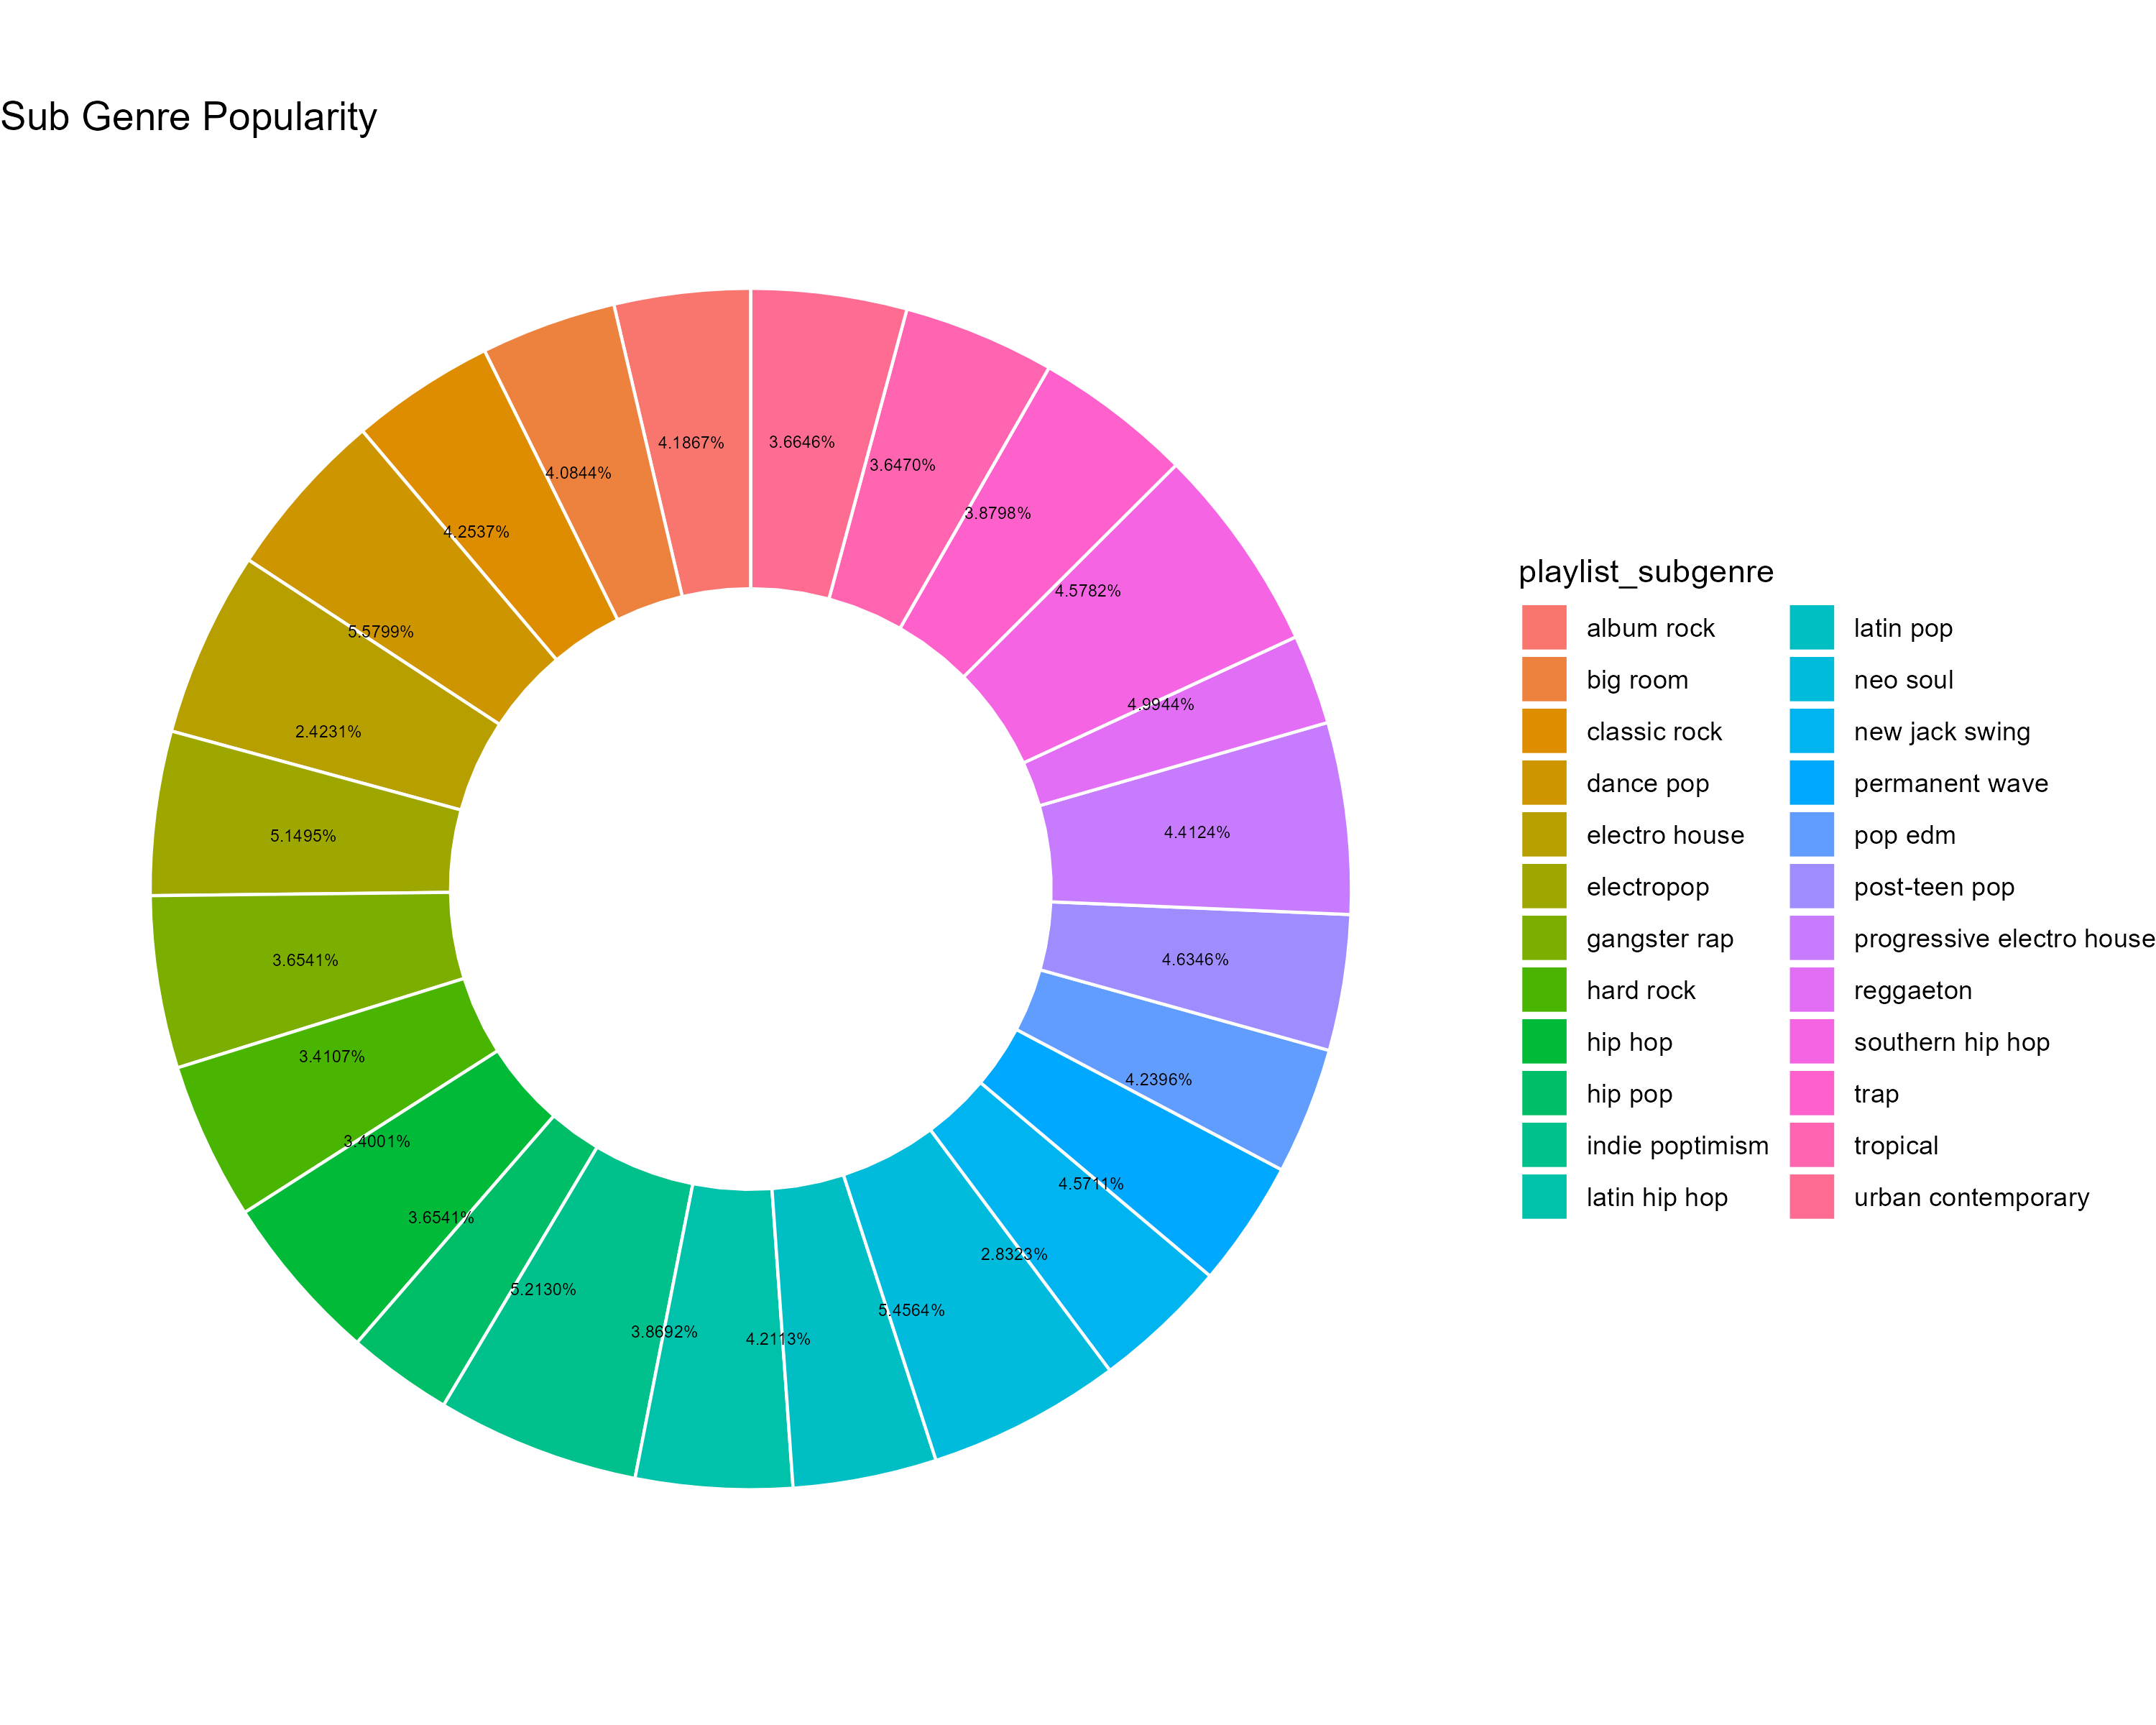 Sub Genre Popularity
4.1867%
3.6646%
3.6470%
4.0844%
3.8798%
4.2537%
4.5782%
5.5799%
4.9944%
2.4231%
4.4124%
5.1495%
4.6346%
3.6541%
3.4107%
4.2396%
3.4001%
4.5711%
3.6541%
2.8323%
5.2130%
5.4564%
3.8692%
4.2113%
playlist_subgenre
album rock
big room
classic rock
dance pop
electro house
electropop
gangster rap
hard rock
hip hop
hip pop
indie poptimism
latin hip hop
latin pop
neo soul
new jack swing
permanent wave
pop edm
post-teen pop
progressive electro house
reggaeton
southern hip hop
trap
tropical
urban contemporary